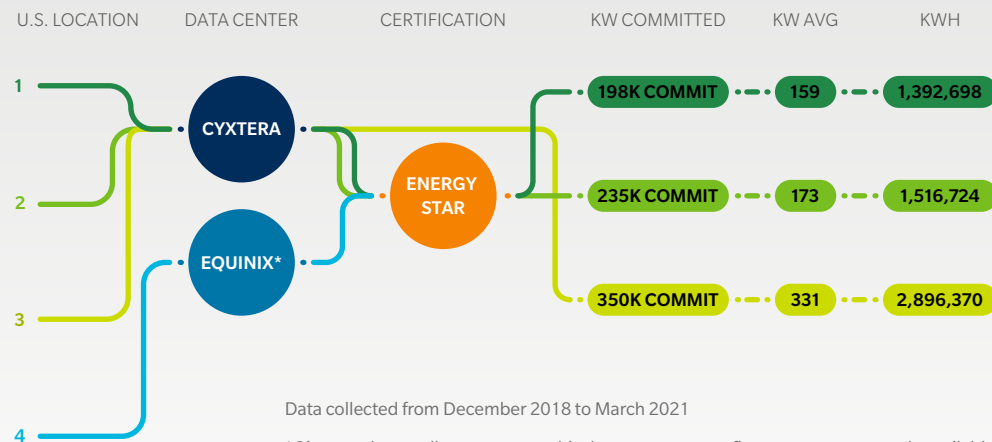 U.S. LOCATION DATA CENTER CERTIFICATION KW COMMITTED KW AVG KWH
1
CYXTERA
198K COMMIT 159 1,392,698
2
ENERGY
STAR
235K COMMIT 173 1,516,724
EQUINIX*
3
350K COMMIT 331 2,896,370
4
Data collected from December 2018 to March 2021